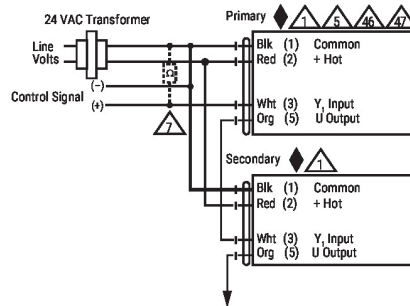 24 VAC Transformer
Primary 1 5 46 47
Line
Volts
Blk (1) Common
Red (2) + Hot
Ω
(−)
Control Signal
(+)
Wht (3) Y₁ Input
Org (5) U Output
7
Secondary 1
Blk (1) Common
Red (2) + Hot
Wht (3) Y₁ Input
Org (5) U Output